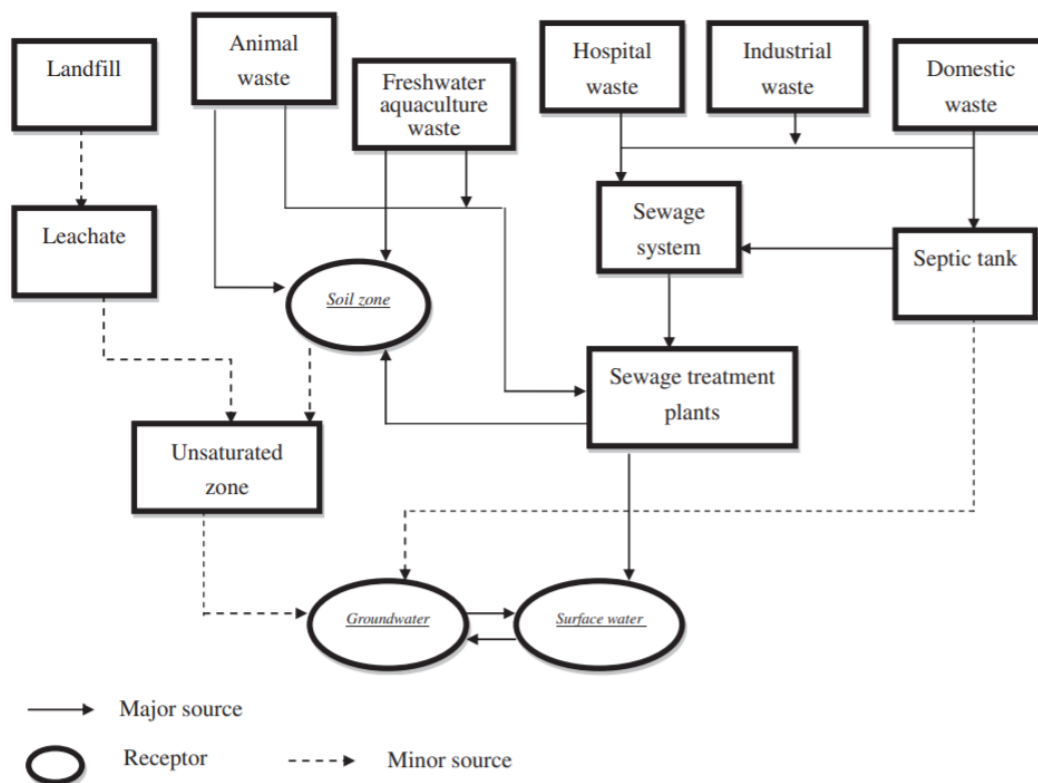 Landfill
Animal
waste
Freshwater
aquaculture
waste
Hospital
waste
Industrial
waste
Domestic
waste
Leachate
Sewage
system
Septic tank
Soil zone
Sewage treatment
plants
Unsaturated
zone
Groundwater
Surface water
Major source
Receptor
Minor source